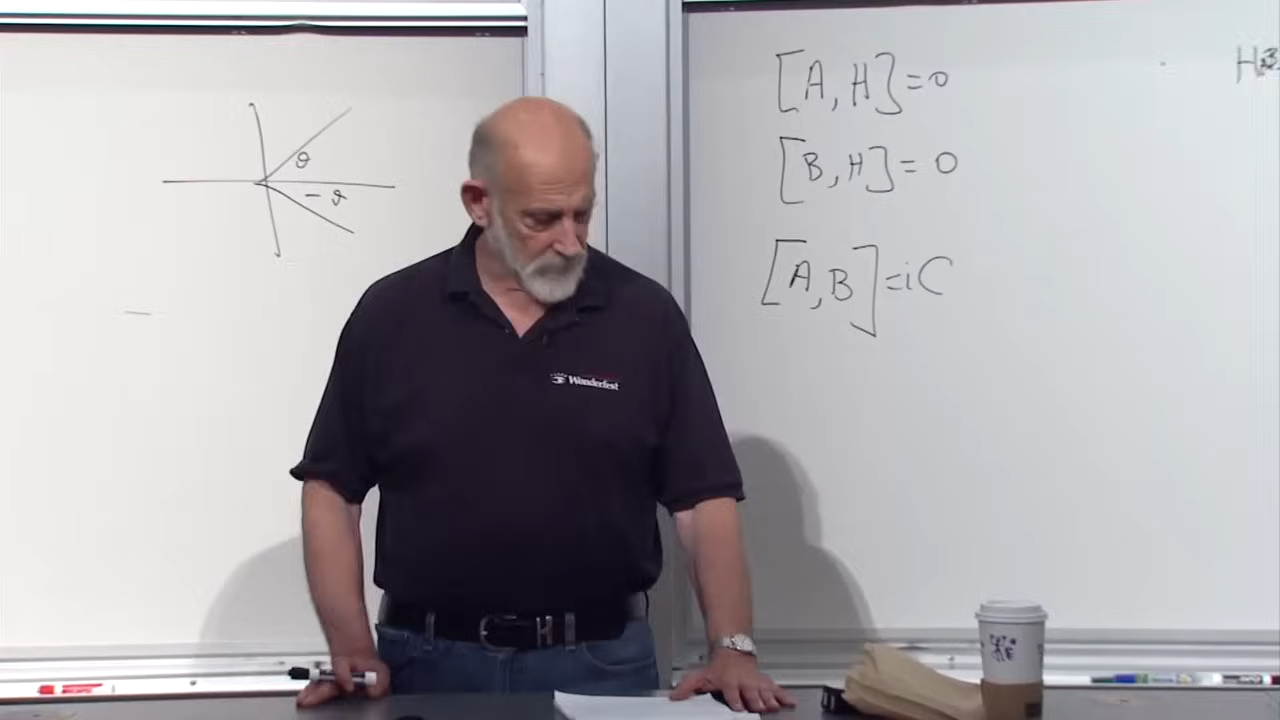 θ
- θ
[A, H] = 0
[B, H] = 0
[A, B] = iC
Wonderfest